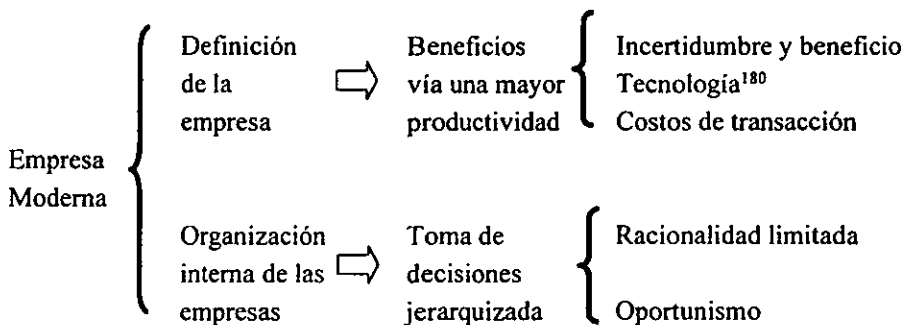 Empresa
Moderna
Definición
de la
empresa
Beneficios
vía una mayor
productividad
Incertidumbre y beneficio
Tecnología¹⁸⁰
Costos de transacción
Organización
interna de las
empresas
Toma de
decisiones
jerarquizada
Racionalidad limitada
Oportunismo